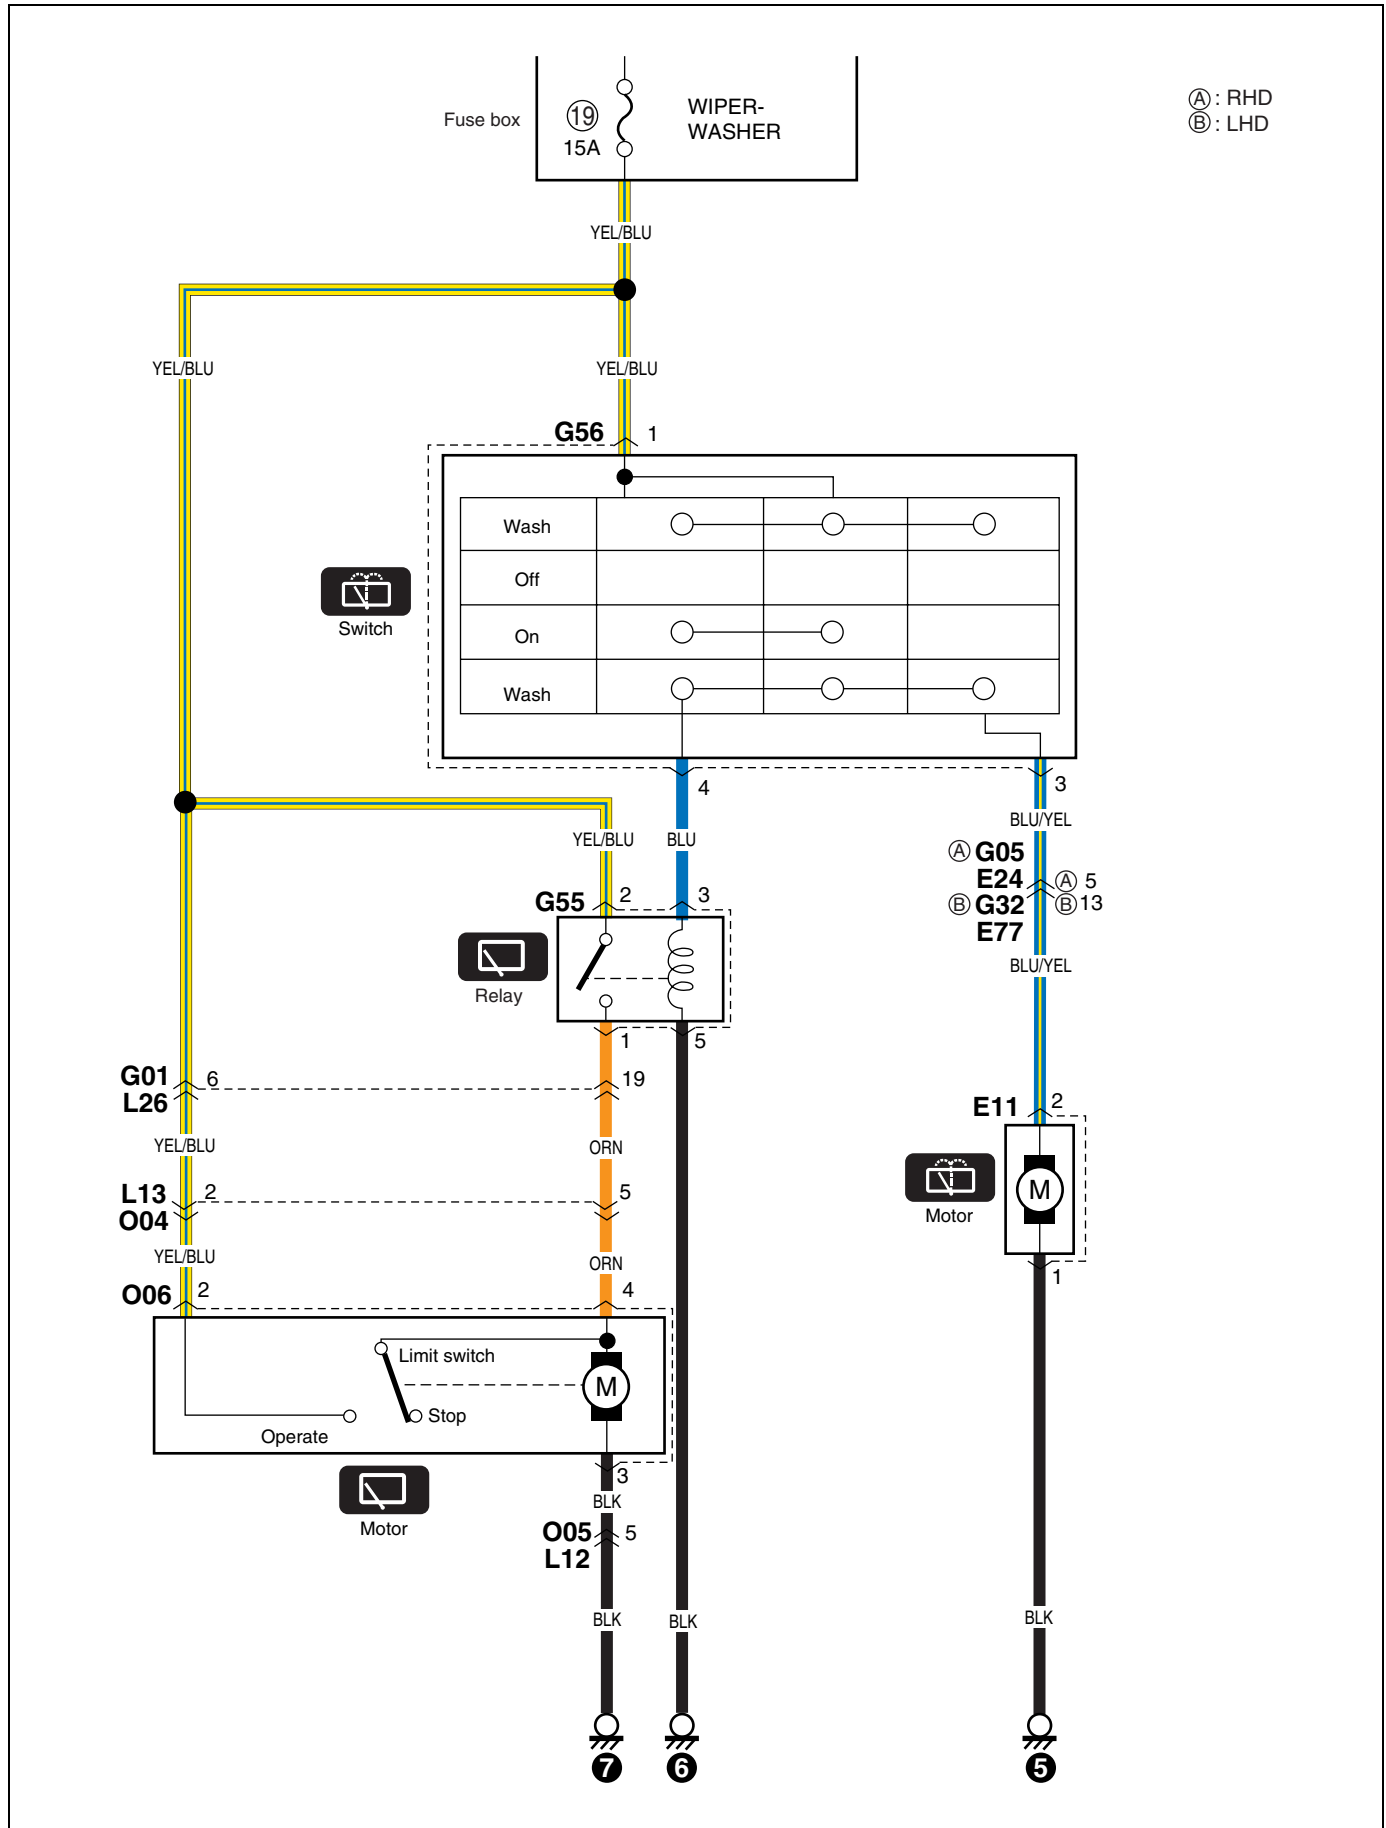 Fuse box
19
15A
WIPER-
WASHER
A : RHD
B : LHD
YEL/BLU
YEL/BLU
YEL/BLU
G56 1
Wash
Off
On
Wash
Switch
4
3
YEL/BLU
BLU
BLU/YEL
A G05
E24 A 5
B G32 B 13
E77
BLU/YEL
G55 2
3
Relay
1
5
G01 6
L26
19
YEL/BLU
ORN
E11 2
M
Motor
1
L13 2
O04
5
YEL/BLU
ORN
O06 2
4
Limit switch
M
Stop
Operate
3
Motor
BLK
O05 5
L12
BLK
BLK
BLK
7
6
5